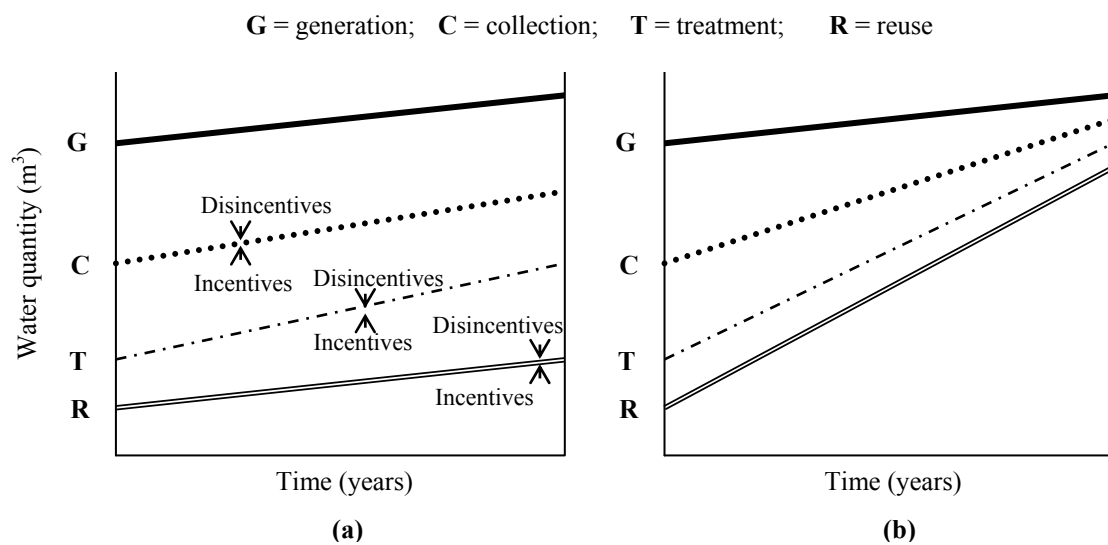 G = generation; C = collection; T = treatment; R = reuse
Water quantity (m³)
G
C
T
R
Disincentives
Incentives
Disincentives
Incentives
Disincentives
Incentives
Time (years)
(a)
G
C
T
R
Time (years)
(b)